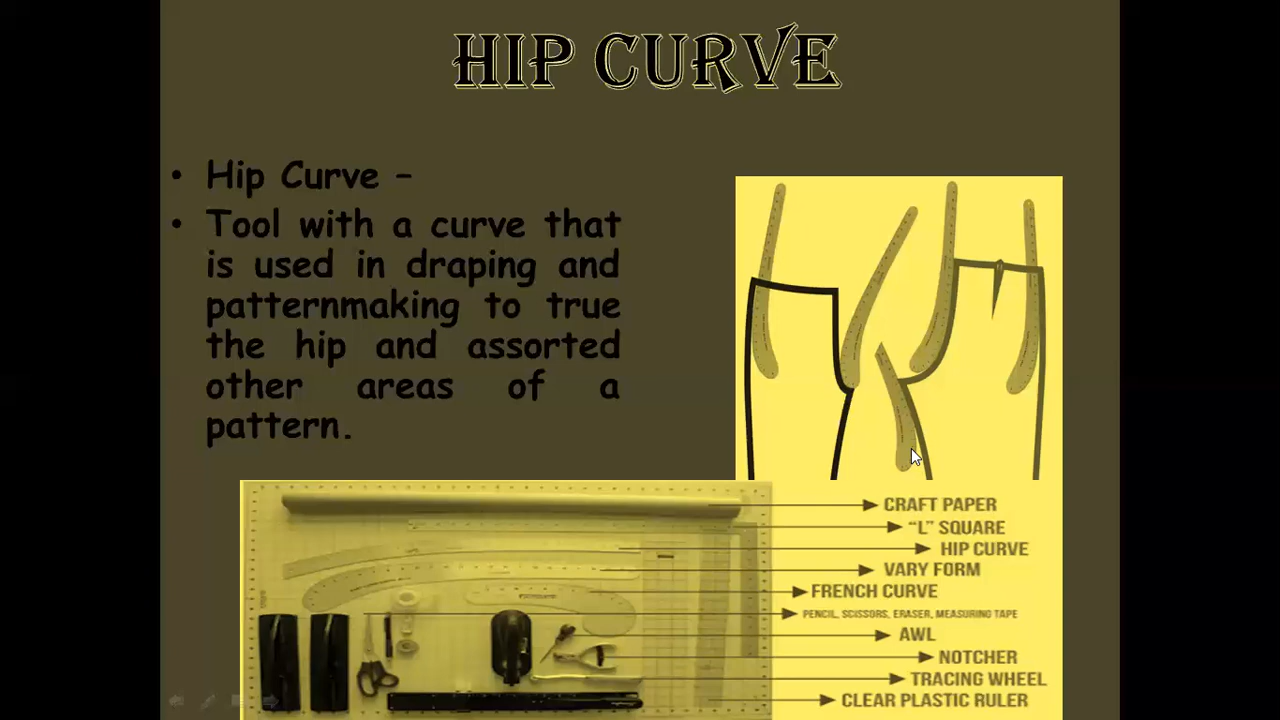 HIP CURVE
• Hip Curve –
• Tool with a curve that
is used in draping and
patternmaking to true
the hip and assorted
other areas of a
pattern.
CRAFT PAPER
“L” SQUARE
HIP CURVE
VARY FORM
FRENCH CURVE
PENCIL, SCISSORS, ERASER, MEASURING TAPE
AWL
NOTCHER
TRACING WHEEL
CLEAR PLASTIC RULER